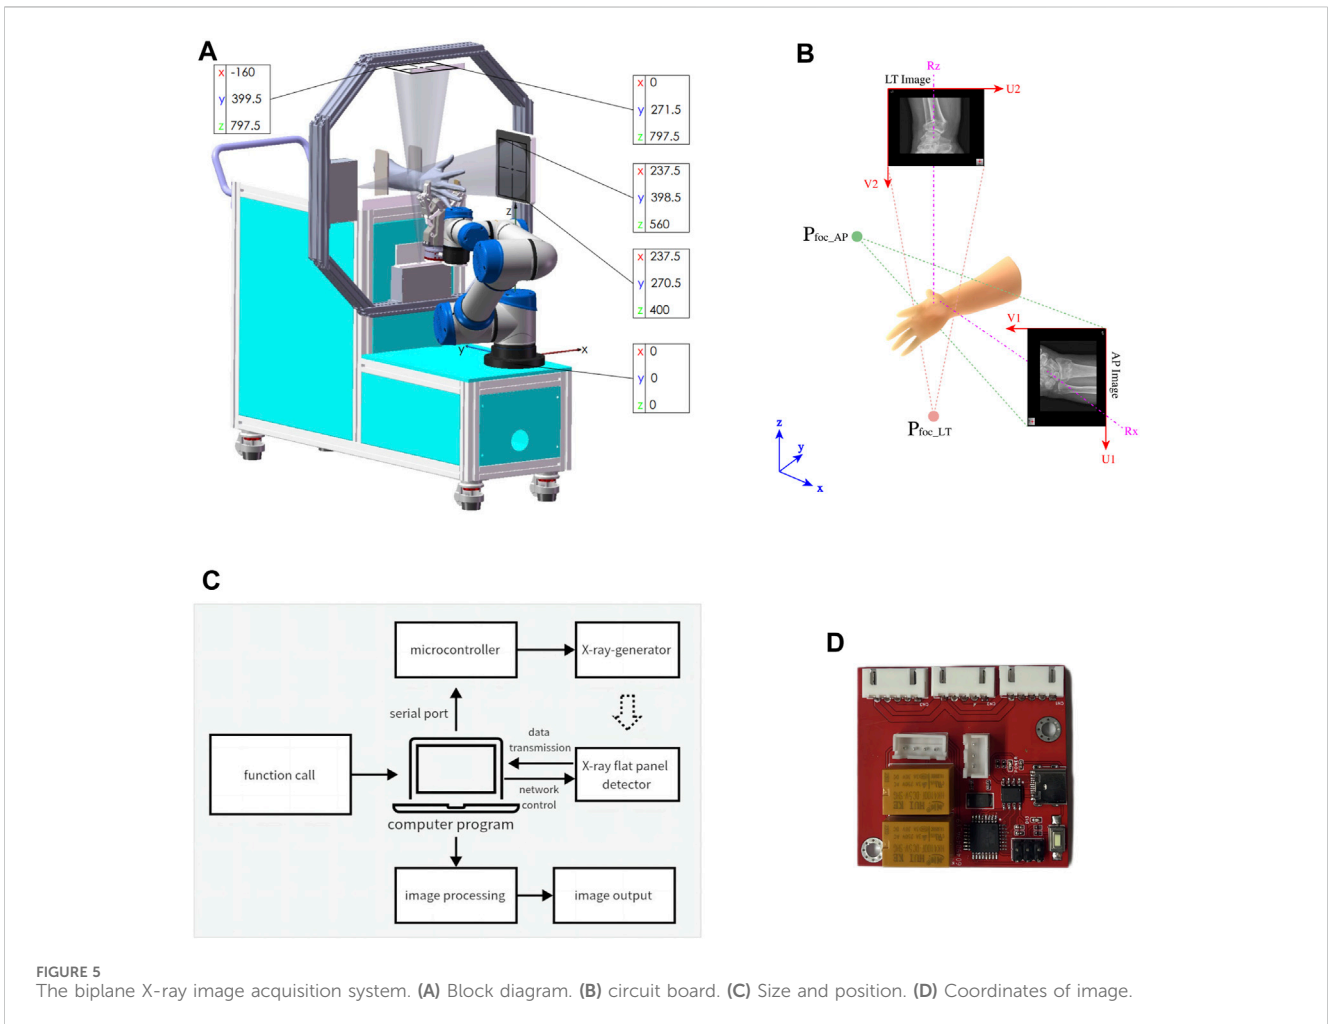 A
x -160
y 399.5
z 797.5
x 0
y 271.5
z 797.5
x 237.5
y 398.5
z 560
x 237.5
y 270.5
z 400
x 0
y 0
z 0
z
y
x
B
Rz
LT Image
U2
V2
Pfoc_AP
V1
AP Image
Pfoc_LT
Rx
U1
z
y
x
C
microcontroller
X-ray-generator
serial port
data
transmission
function call
X-ray flat panel
detector
network
control
computer program
image processing
image output
D
FIGURE 5
The biplane X-ray image acquisition system. (A) Block diagram. (B) circuit board. (C) Size and position. (D) Coordinates of image.